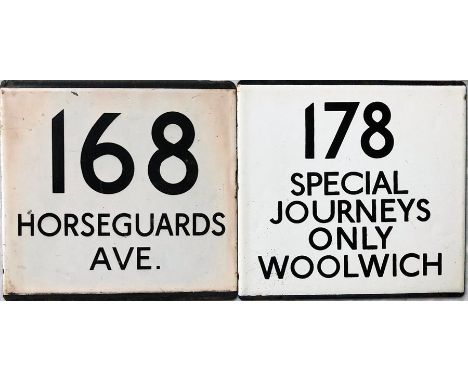 168
HORSEGUARDS
AVE.
178
SPECIAL
JOURNEYS
ONLY
WOOLWICH